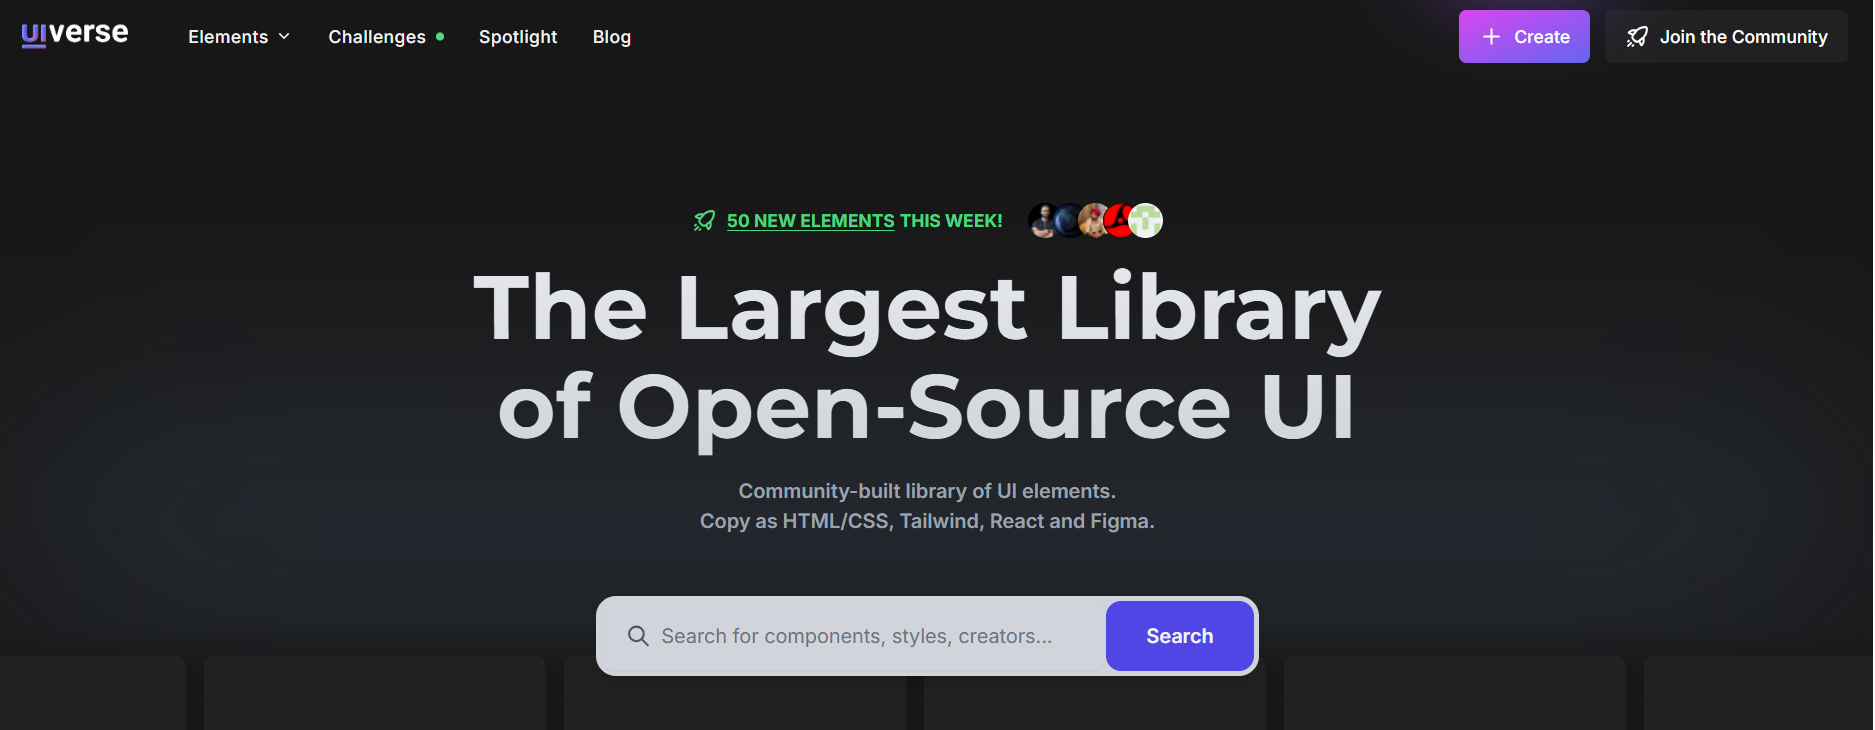 uiverse
Elements
Challenges
Spotlight
Blog
Create
Join the Community
50 NEW ELEMENTS THIS WEEK!
The Largest Library
of Open-Source UI
Community-built library of UI elements.
Copy as HTML/CSS, Tailwind, React and Figma.
Search for components, styles, creators...
Search